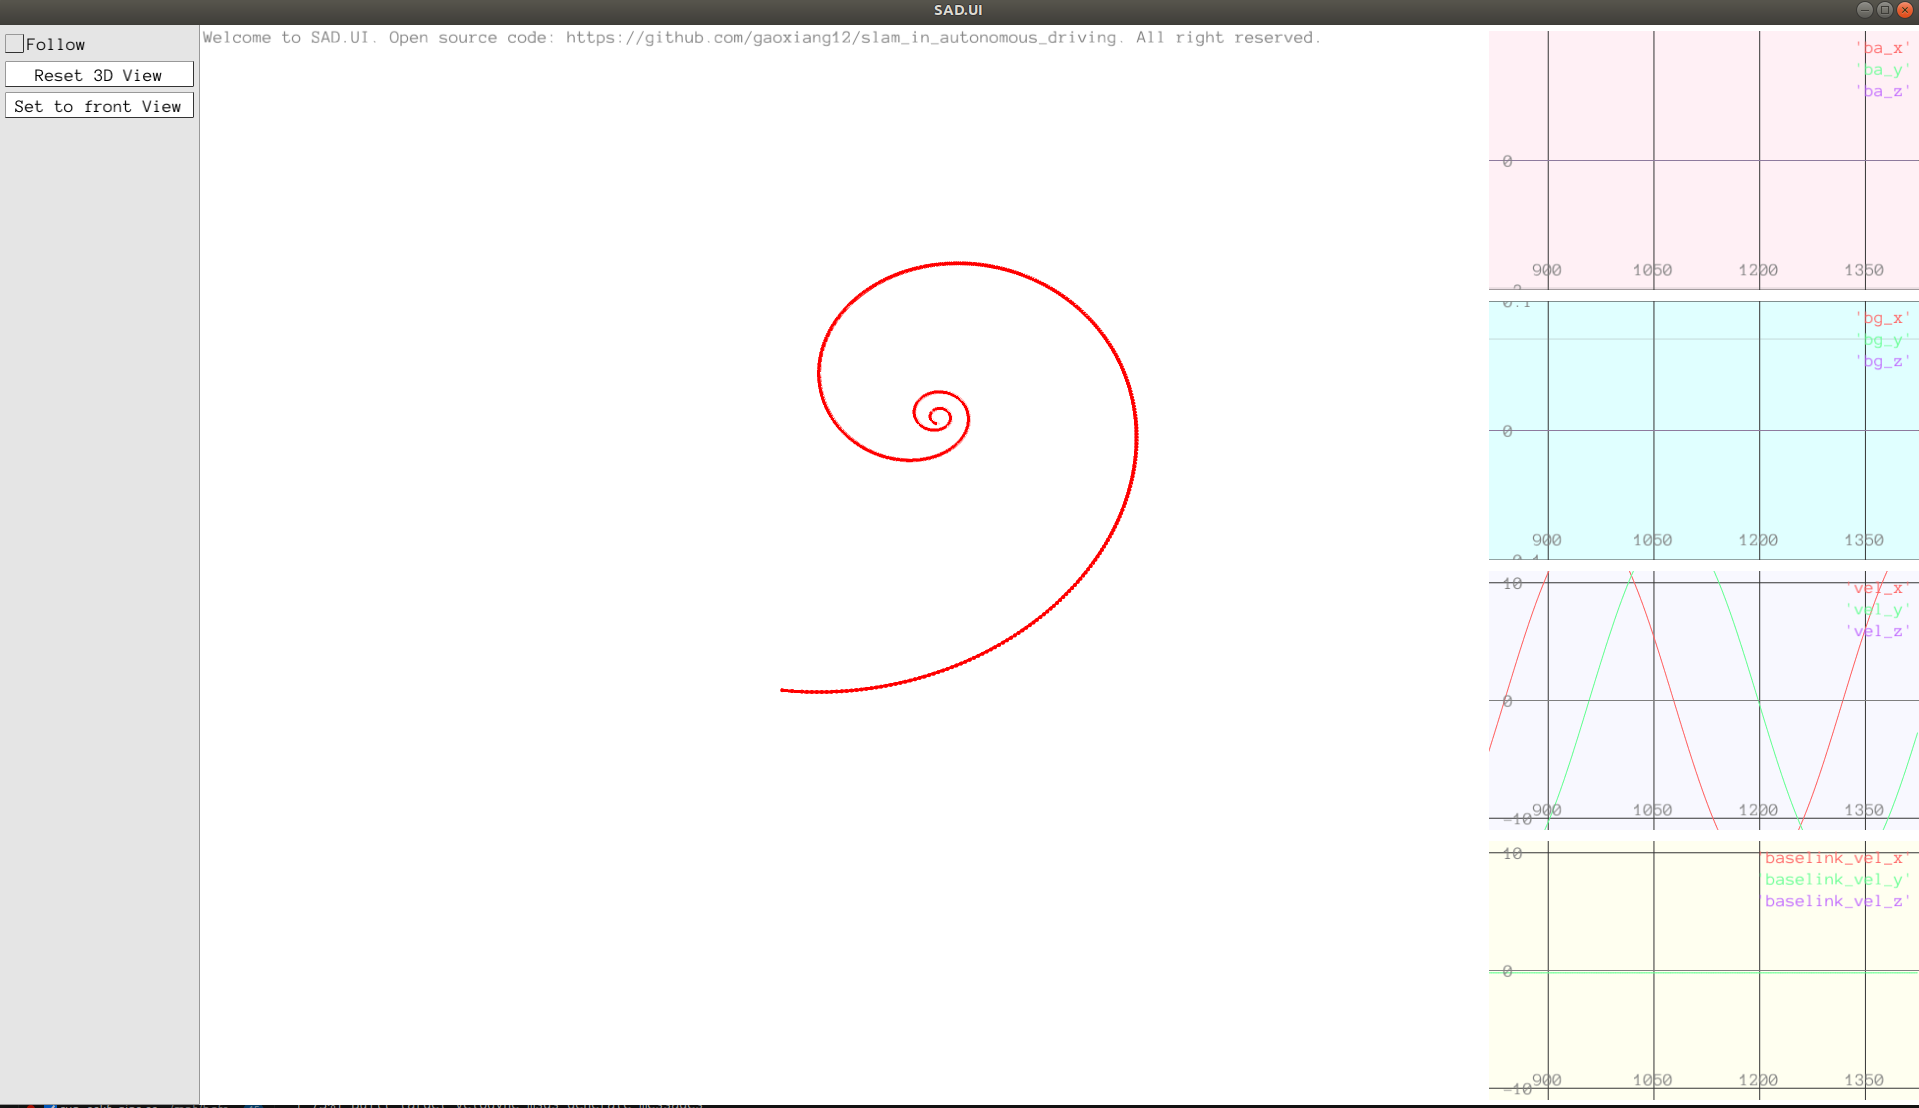 SAD.UI
Follow
Reset 3D View
Set to front View
Welcome to SAD.UI. Open source code: https://github.com/gaoxiang12/slam_in_autonomous_driving. All right reserved.
'ba_x'
'ba_y'
'ba_z'
0
900 1050 1200 1350
'bg_x'
'bg_y'
'bg_z'
0
900 1050 1200 1350
10
'vel_x'
'vel_y'
'vel_z'
0
-10
900 1050 1200 1350
10
'baselink_vel_x'
'baselink_vel_y'
'baselink_vel_z'
0
-10
900 1050 1200 1350